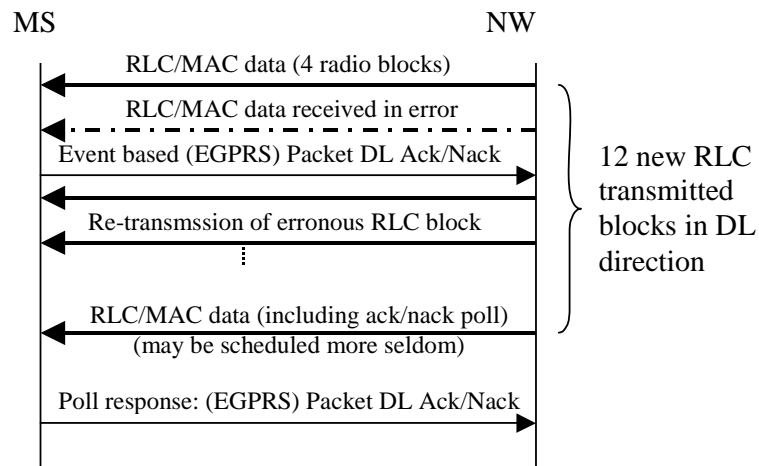 MS
NW
RLC/MAC data (4 radio blocks)
RLC/MAC data received in error
Event based (EGPRS) Packet DL Ack/Nack
Re-transmssion of erronous RLC block
RLC/MAC data (including ack/nack poll)
(may be scheduled more seldom)
Poll response: (EGPRS) Packet DL Ack/Nack
12 new RLC
transmitted
blocks in DL
direction